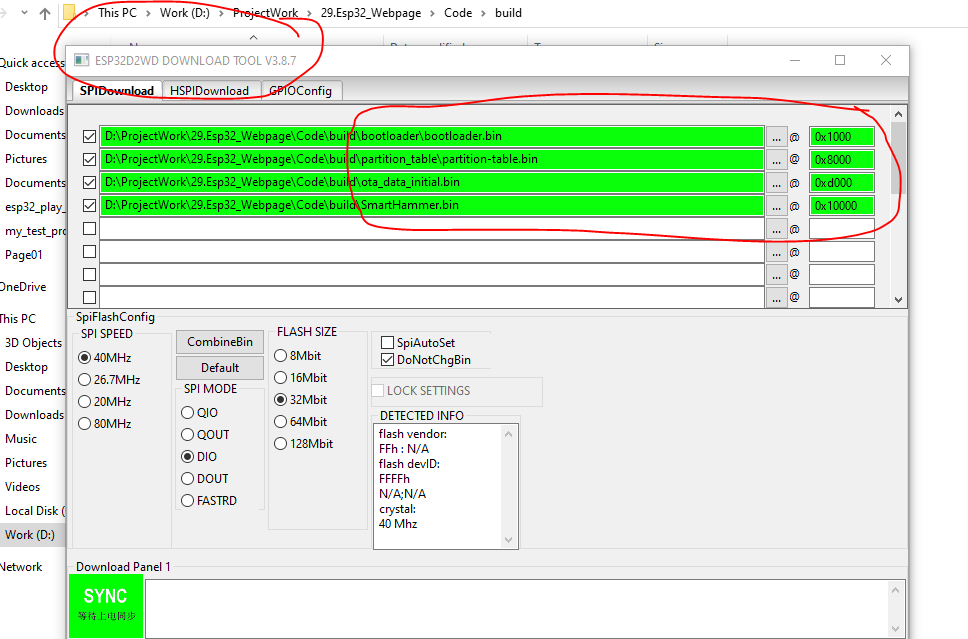 This PC > Work (D:) > ProjectWork > 29.Esp32_Webpage > Code > build
Quick access
Desktop
Downloads
Documents
Pictures
Documents
esp32_play_
my_test_pro
Page01
OneDrive
This PC
3D Objects
Desktop
Documents
Downloads
Music
Pictures
Videos
Local Disk (
Work (D:)
Network
ESP32D2WD DOWNLOAD TOOL V3.8.7
SPIDownload HSPIDownload GPIOConfig
D:\ProjectWork\29.Esp32_Webpage\Code\build\bootloader\bootloader.bin ... @ 0x1000
D:\ProjectWork\29.Esp32_Webpage\Code\build\partition_table\partition-table.bin ... @ 0x8000
D:\ProjectWork\29.Esp32_Webpage\Code\build\ota_data_initial.bin ... @ 0xd000
D:\ProjectWork\29.Esp32_Webpage\Code\build\SmartHammer.bin ... @ 0x10000
... @
... @
... @
... @
SpiFlashConfig
SPI SPEED
40MHz
26.7MHz
20MHz
80MHz
CombineBin
Default
SPI MODE
QIO
QOUT
DIO
DOUT
FASTRD
FLASH SIZE
8Mbit
16Mbit
32Mbit
64Mbit
128Mbit
SpiAutoSet
DoNotChgBin
LOCK SETTINGS
DETECTED INFO
flash vendor:
FFh : N/A
flash devID:
FFFFh
N/A;N/A
crystal:
40 Mhz
Download Panel 1
SYNC
等待上电同步